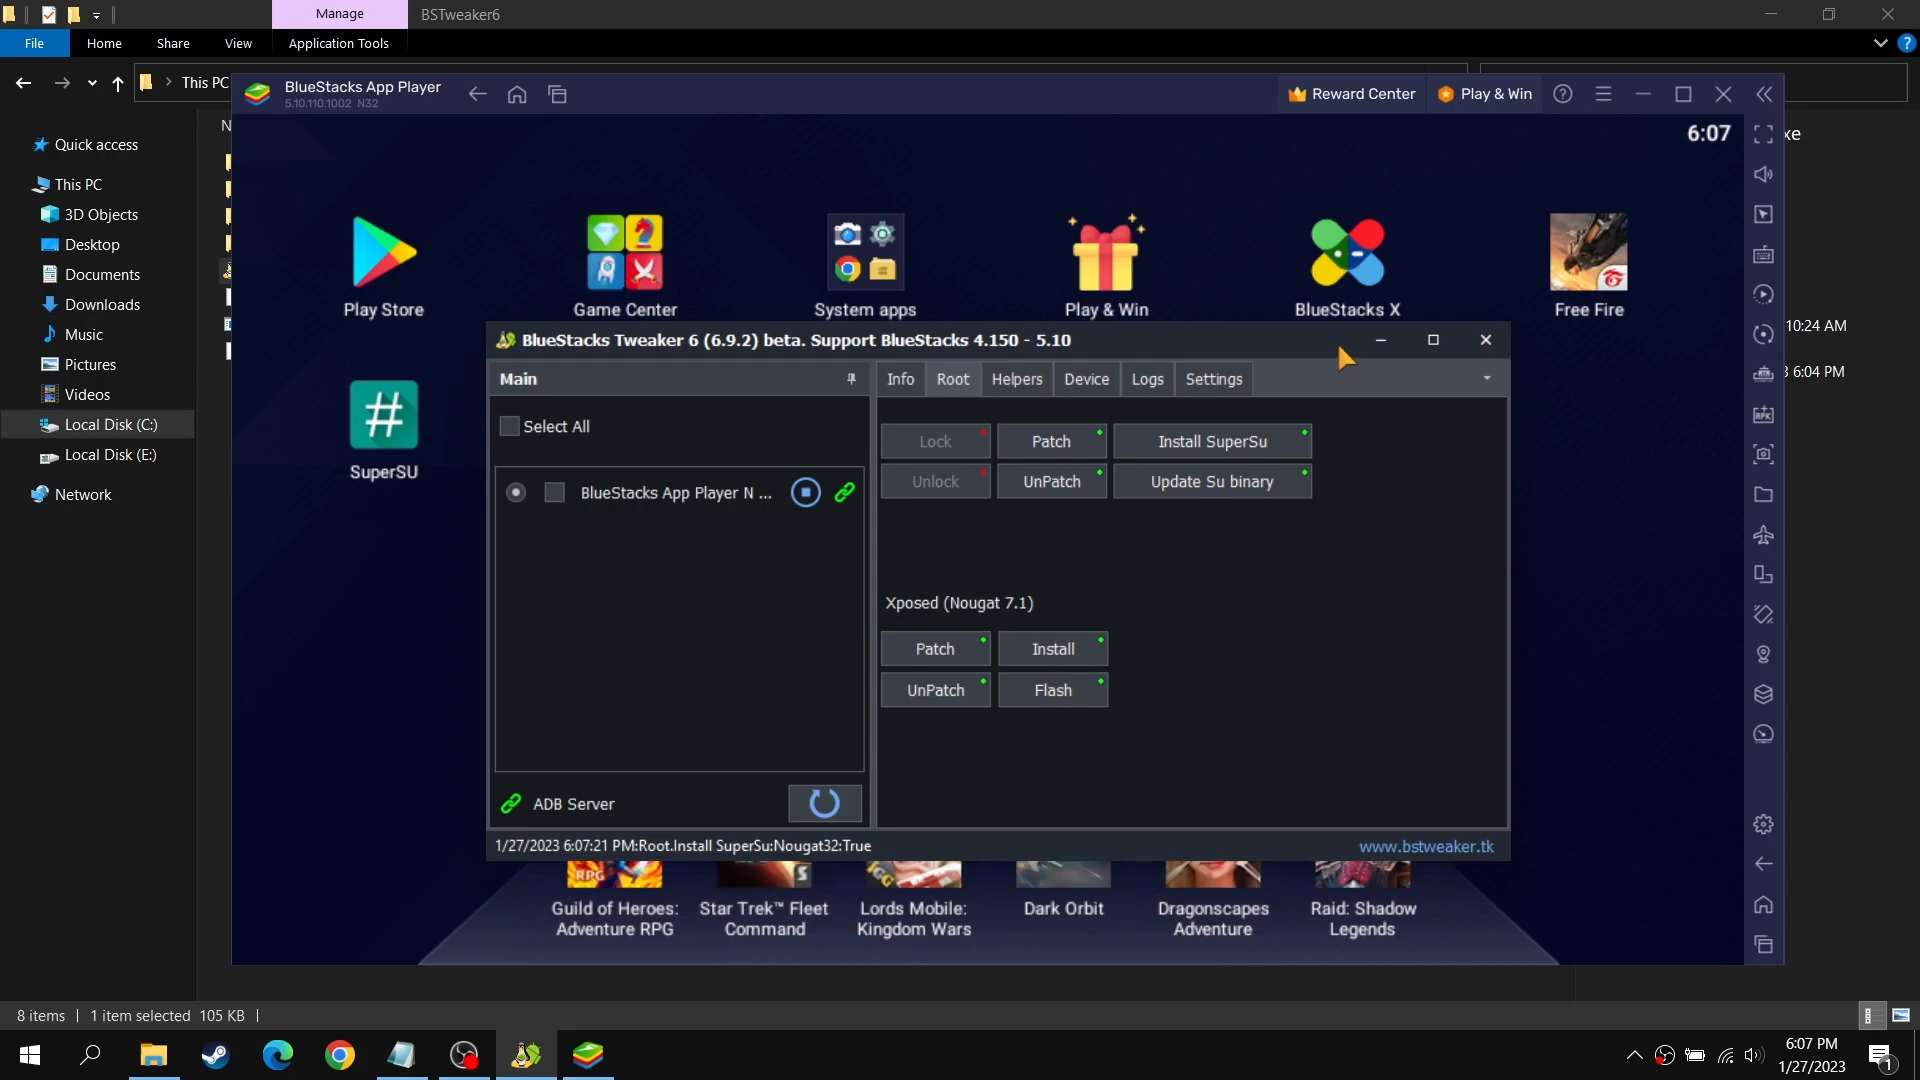 Manage
BSTweaker6
File
Home
Share
View
Application Tools
This PC
BlueStacks App Player
5.10.110.1002 N32
Reward Center
Play & Win
6:07
xe
Quick access
This PC
3D Objects
Desktop
Documents
Downloads
Music
Pictures
Videos
Local Disk (C:)
Local Disk (E:)
Network
N
Play Store
Game Center
System apps
Play & Win
BlueStacks X
Free Fire
10:24 AM
3 6:04 PM
SuperSU
BlueStacks Tweaker 6 (6.9.2) beta. Support BlueStacks 4.150 - 5.10
Main
Info
Root
Helpers
Device
Logs
Settings
Select All
BlueStacks App Player N ...
Lock
Patch
Install SuperSu
Unlock
UnPatch
Update Su binary
Xposed (Nougat 7.1)
Patch
Install
UnPatch
Flash
ADB Server
1/27/2023 6:07:21 PM:Root.Install SuperSu:Nougat32:True
www.bstweaker.tk
RPG
IGG
Guild of Heroes:
Adventure RPG
Star Trek™ Fleet
Command
Lords Mobile:
Kingdom Wars
Dark Orbit
Dragonscapes
Adventure
Raid: Shadow
Legends
8 items
1 item selected 105 KB
6:07 PM
1/27/2023
1